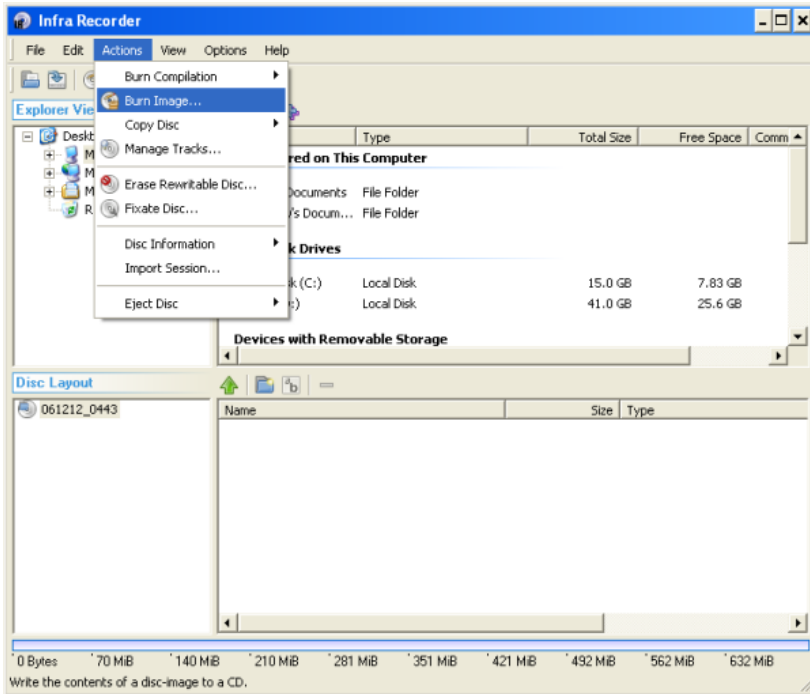 Infra Recorder
File Edit Actions View Options Help
Burn Compilation
Explorer Vie
Burn Image...
Deskt
Copy Disc
Type Total Size Free Space Comm
M
Manage Tracks...
red on This Computer
M
M
Erase Rewritable Disc...
Documents File Folder
R
Fixate Disc...
's Docum... File Folder
Disc Information
k Drives
Import Session...
k (C:) Local Disk 15.0 GB 7.83 GB
Eject Disc
:) Local Disk 41.0 GB 25.6 GB
Devices with Removable Storage
Disc Layout
061212_0443
Name Size Type
0 Bytes 70 MiB 140 MiB 210 MiB 281 MiB 351 MiB 421 MiB 492 MiB 562 MiB 632 MiB
Write the contents of a disc-image to a CD.